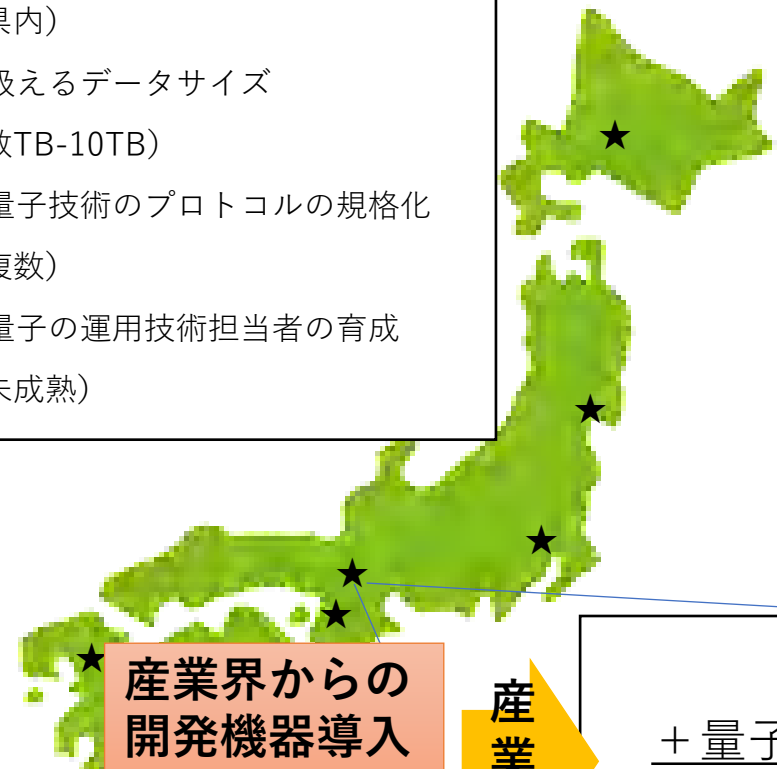 県内）
扱えるデータサイズ
数TB-10TB）
量子技術のプロトコルの規格化
複数）
量子の運用技術担当者の育成
未成熟）
産業界からの
開発機器導入
産
業
＋量子